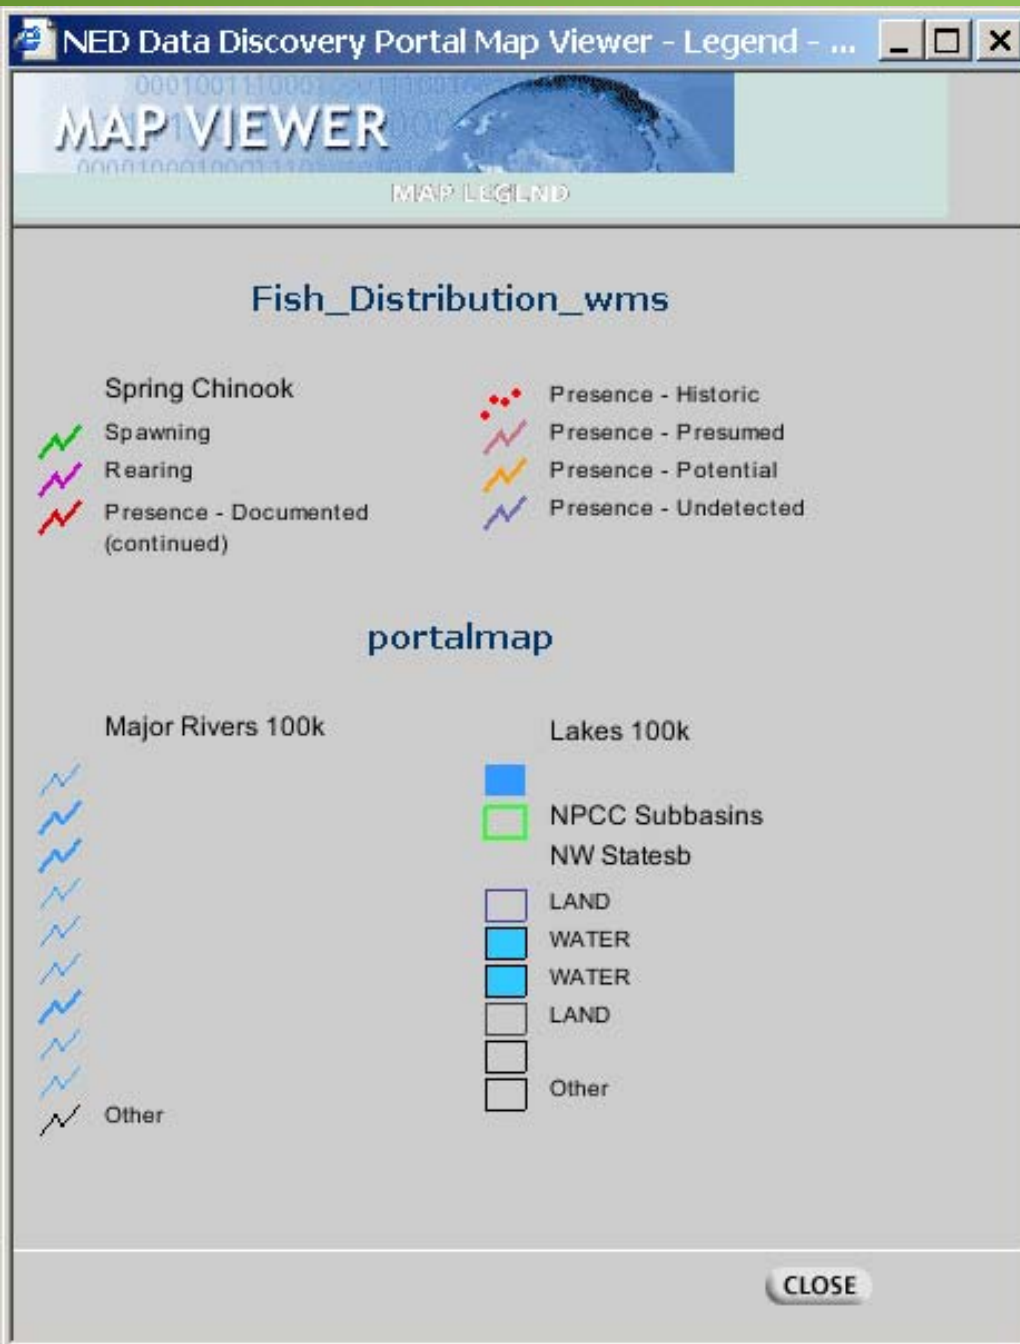 NED Data Discovery Portal Map Viewer - Legend - ...
MAP VIEWER
MAP LEGEND
Fish_Distribution_wms
Spring Chinook
Spawning
Rearing
Presence - Documented
(continued)
Presence - Historic
Presence - Presumed
Presence - Potential
Presence - Undetected
portalmap
Major Rivers 100k
Other
Lakes 100k
NPCC Subbasins
NW Statesb
LAND
WATER
WATER
LAND
Other
CLOSE